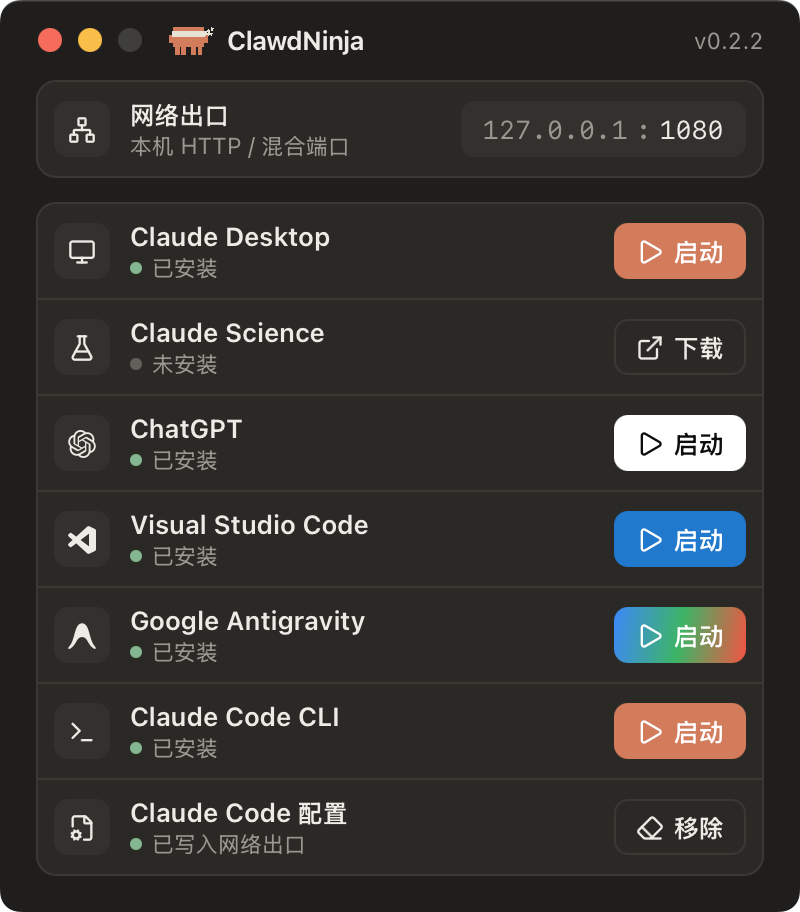 ClawdNinja
v0.2.2
网络出口
本机 HTTP / 混合端口
127.0.0.1 : 1080
Claude Desktop
已安装
启动
Claude Science
未安装
下载
ChatGPT
已安装
启动
Visual Studio Code
已安装
启动
Google Antigravity
已安装
启动
Claude Code CLI
已安装
启动
Claude Code 配置
已写入网络出口
移除